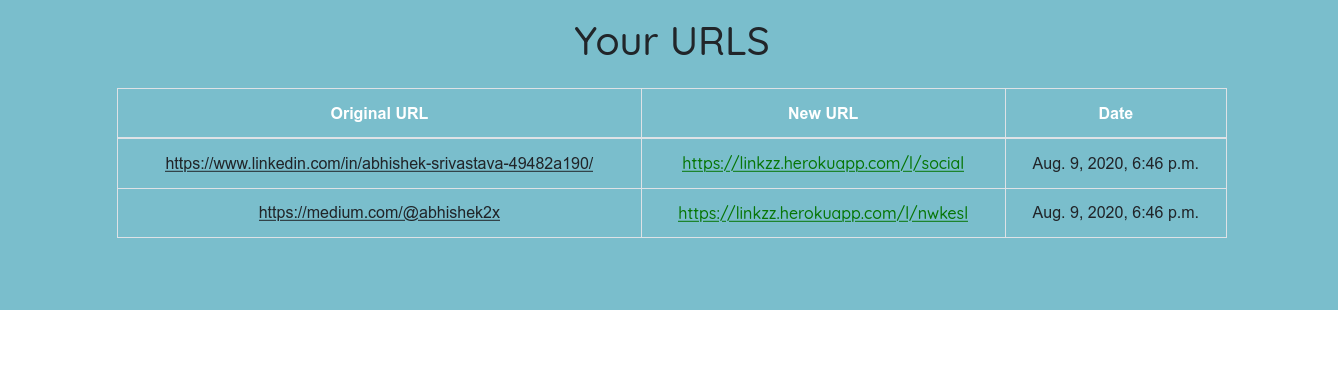 Your URLS
Original URL New URL Date
https://www.linkedin.com/in/abhishek-srivastava-49482a190/ https://linkzz.herokuapp.com/l/social Aug. 9, 2020, 6:46 p.m.
https://medium.com/@abhishek2x https://linkzz.herokuapp.com/l/nwkesl Aug. 9, 2020, 6:46 p.m.